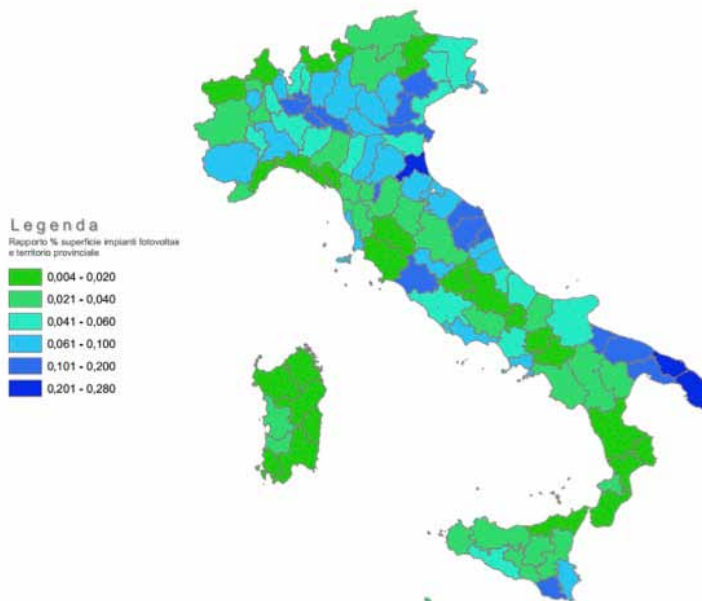 Legenda
Rapporto % superficie impianti fotovoltaic
e territorio provinciale
0,004 - 0,020
0,021 - 0,040
0,041 - 0,060
0,061 - 0,100
0,101 - 0,200
0,201 - 0,280